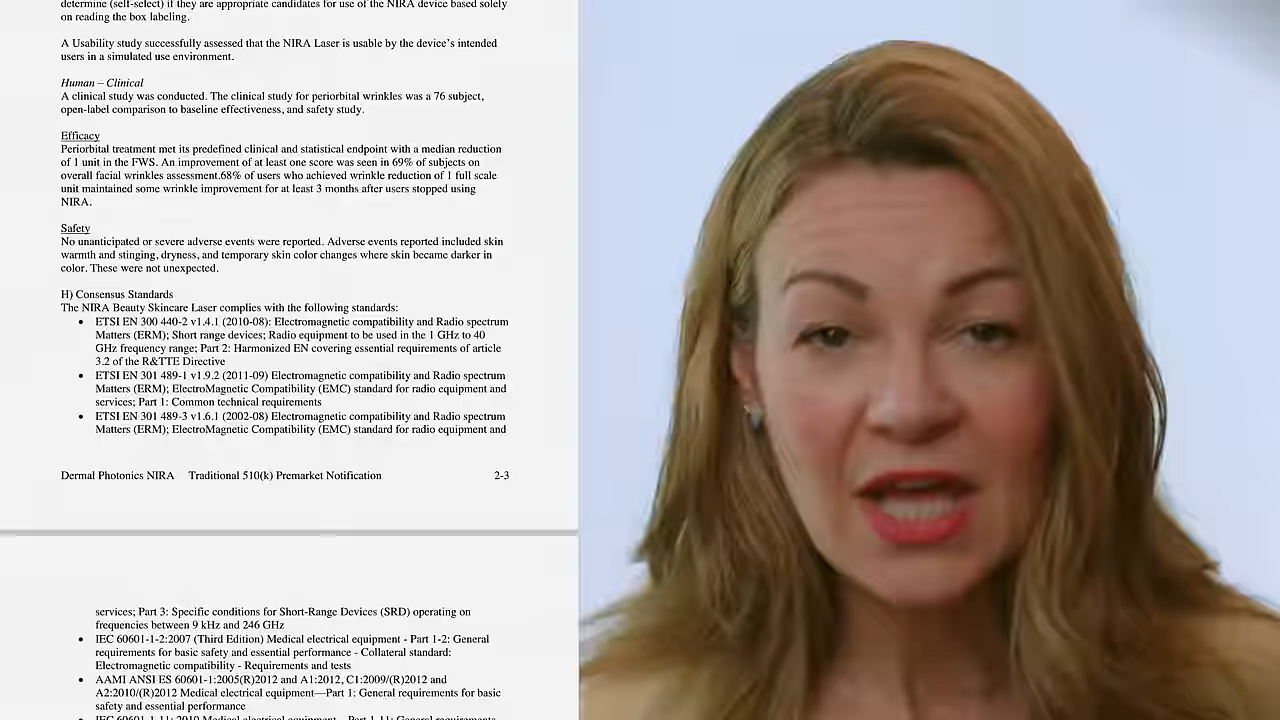 determine (self-select) if they are appropriate candidates for use of the NIRA device based solely
on reading the box labeling.
A Usability study successfully assessed that the NIRA Laser is usable by the device's intended
users in a simulated use environment.
Human – Clinical
A clinical study was conducted. The clinical study for periorbital wrinkles was a 76 subject,
open-label comparison to baseline effectiveness, and safety study.
Efficacy
Periorbital treatment met its predefined clinical and statistical endpoint with a median reduction
of 1 unit in the FWS. An improvement of at least one score was seen in 69% of subjects on
overall facial wrinkles assessment.68% of users who achieved wrinkle reduction of 1 full scale
unit maintained some wrinkle improvement for at least 3 months after users stopped using
NIRA.
Safety
No unanticipated or severe adverse events were reported. Adverse events reported included skin
warmth and stinging, dryness, and temporary skin color changes where skin became darker in
color. These were not unexpected.
H) Consensus Standards
The NIRA Beauty Skincare Laser complies with the following standards:
• ETSI EN 300 440-2 v1.4.1 (2010-08): Electromagnetic compatibility and Radio spectrum
Matters (ERM); Short range devices; Radio equipment to be used in the 1 GHz to 40
GHz frequency range; Part 2: Harmonized EN covering essential requirements of article
3.2 of the R&TTE Directive
• ETSI EN 301 489-1 v1.9.2 (2011-09) Electromagnetic compatibility and Radio spectrum
Matters (ERM); ElectroMagnetic Compatibility (EMC) standard for radio equipment and
services; Part 1: Common technical requirements
• ETSI EN 301 489-3 v1.6.1 (2002-08) Electromagnetic compatibility and Radio spectrum
Matters (ERM); ElectroMagnetic Compatibility (EMC) standard for radio equipment and
Dermal Photonics NIRA Traditional 510(k) Premarket Notification 2-3
services; Part 3: Specific conditions for Short-Range Devices (SRD) operating on
frequencies between 9 kHz and 246 GHz
• IEC 60601-1-2:2007 (Third Edition) Medical electrical equipment - Part 1-2: General
requirements for basic safety and essential performance - Collateral standard:
Electromagnetic compatibility - Requirements and tests
• AAMI ANSI ES 60601-1:2005(R)2012 and A1:2012, C1:2009/(R)2012 and
A2:2010/(R)2012 Medical electrical equipment—Part 1: General requirements for basic
safety and essential performance
• IEC 60601-1-11: 2010 Medical electrical equipment – Part 1-11: General requirements